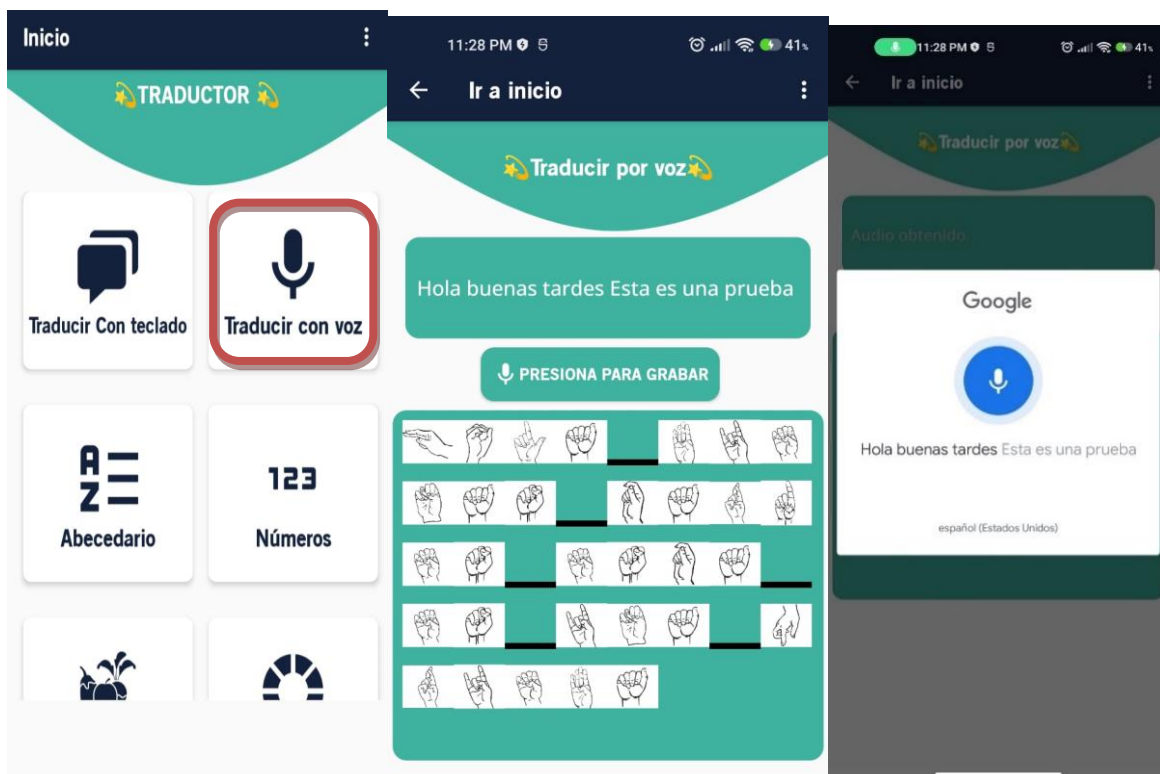 Inicio
💫TRADUCTOR💫
Traducir Con teclado
Traducir con voz
A
Z
Abecedario
123
Números
11:28 PM
41%
Ir a inicio
💫Traducir por voz💫
Hola buenas tardes Esta es una prueba
PRESIONA PARA GRABAR
11:28 PM
41%
Ir a inicio
💫Traducir por voz💫
Audio obtenido
Google
Hola buenas tardes Esta es una prueba
español (Estados Unidos)